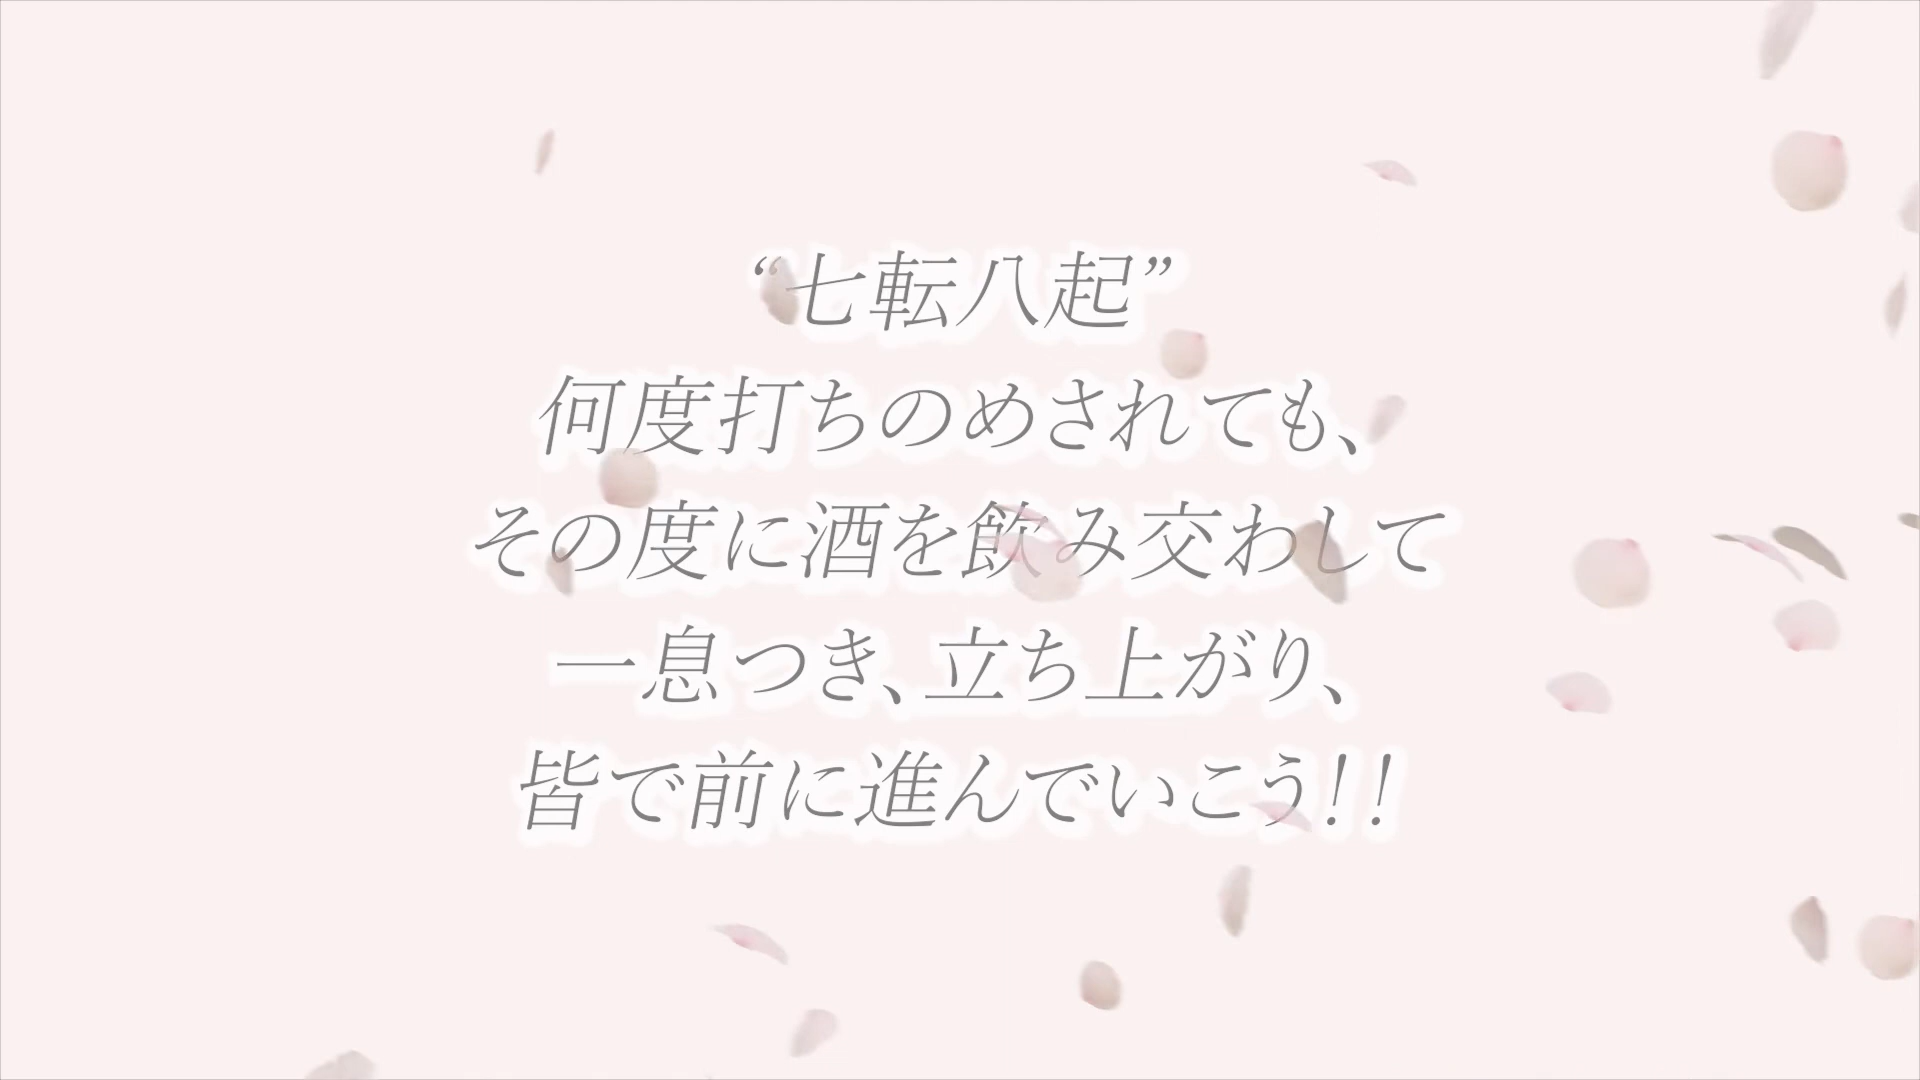 “七転八起”
何度打ちのめされても、
その度に酒を飲み交わして
一息つき、立ち上がり、
皆で前に進んでいこう！！